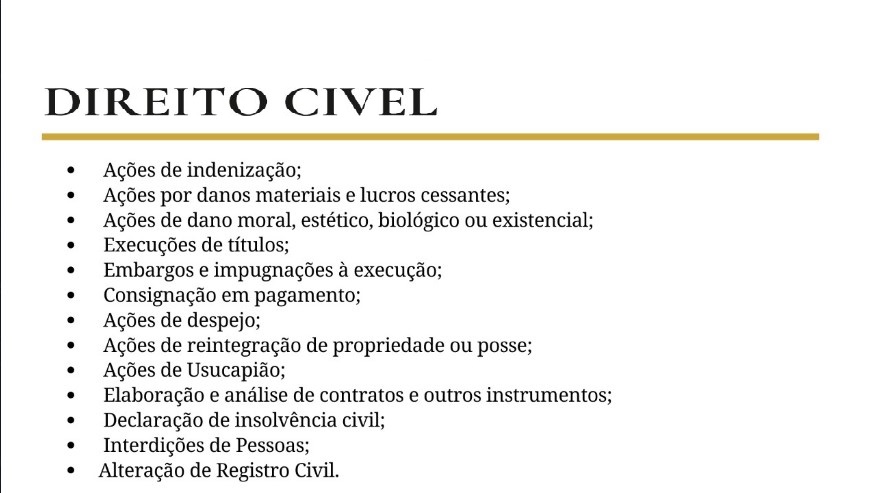 DIREITO CIVEL
• Ações de indenização;
• Ações por danos materiais e lucros cessantes;
• Ações de dano moral, estético, biológico ou existencial;
• Execuções de títulos;
• Embargos e impugnações à execução;
• Consignação em pagamento;
• Ações de despejo;
• Ações de reintegração de propriedade ou posse;
• Ações de Usucapião;
• Elaboração e análise de contratos e outros instrumentos;
• Declaração de insolvência civil;
• Interdições de Pessoas;
• Alteração de Registro Civil.